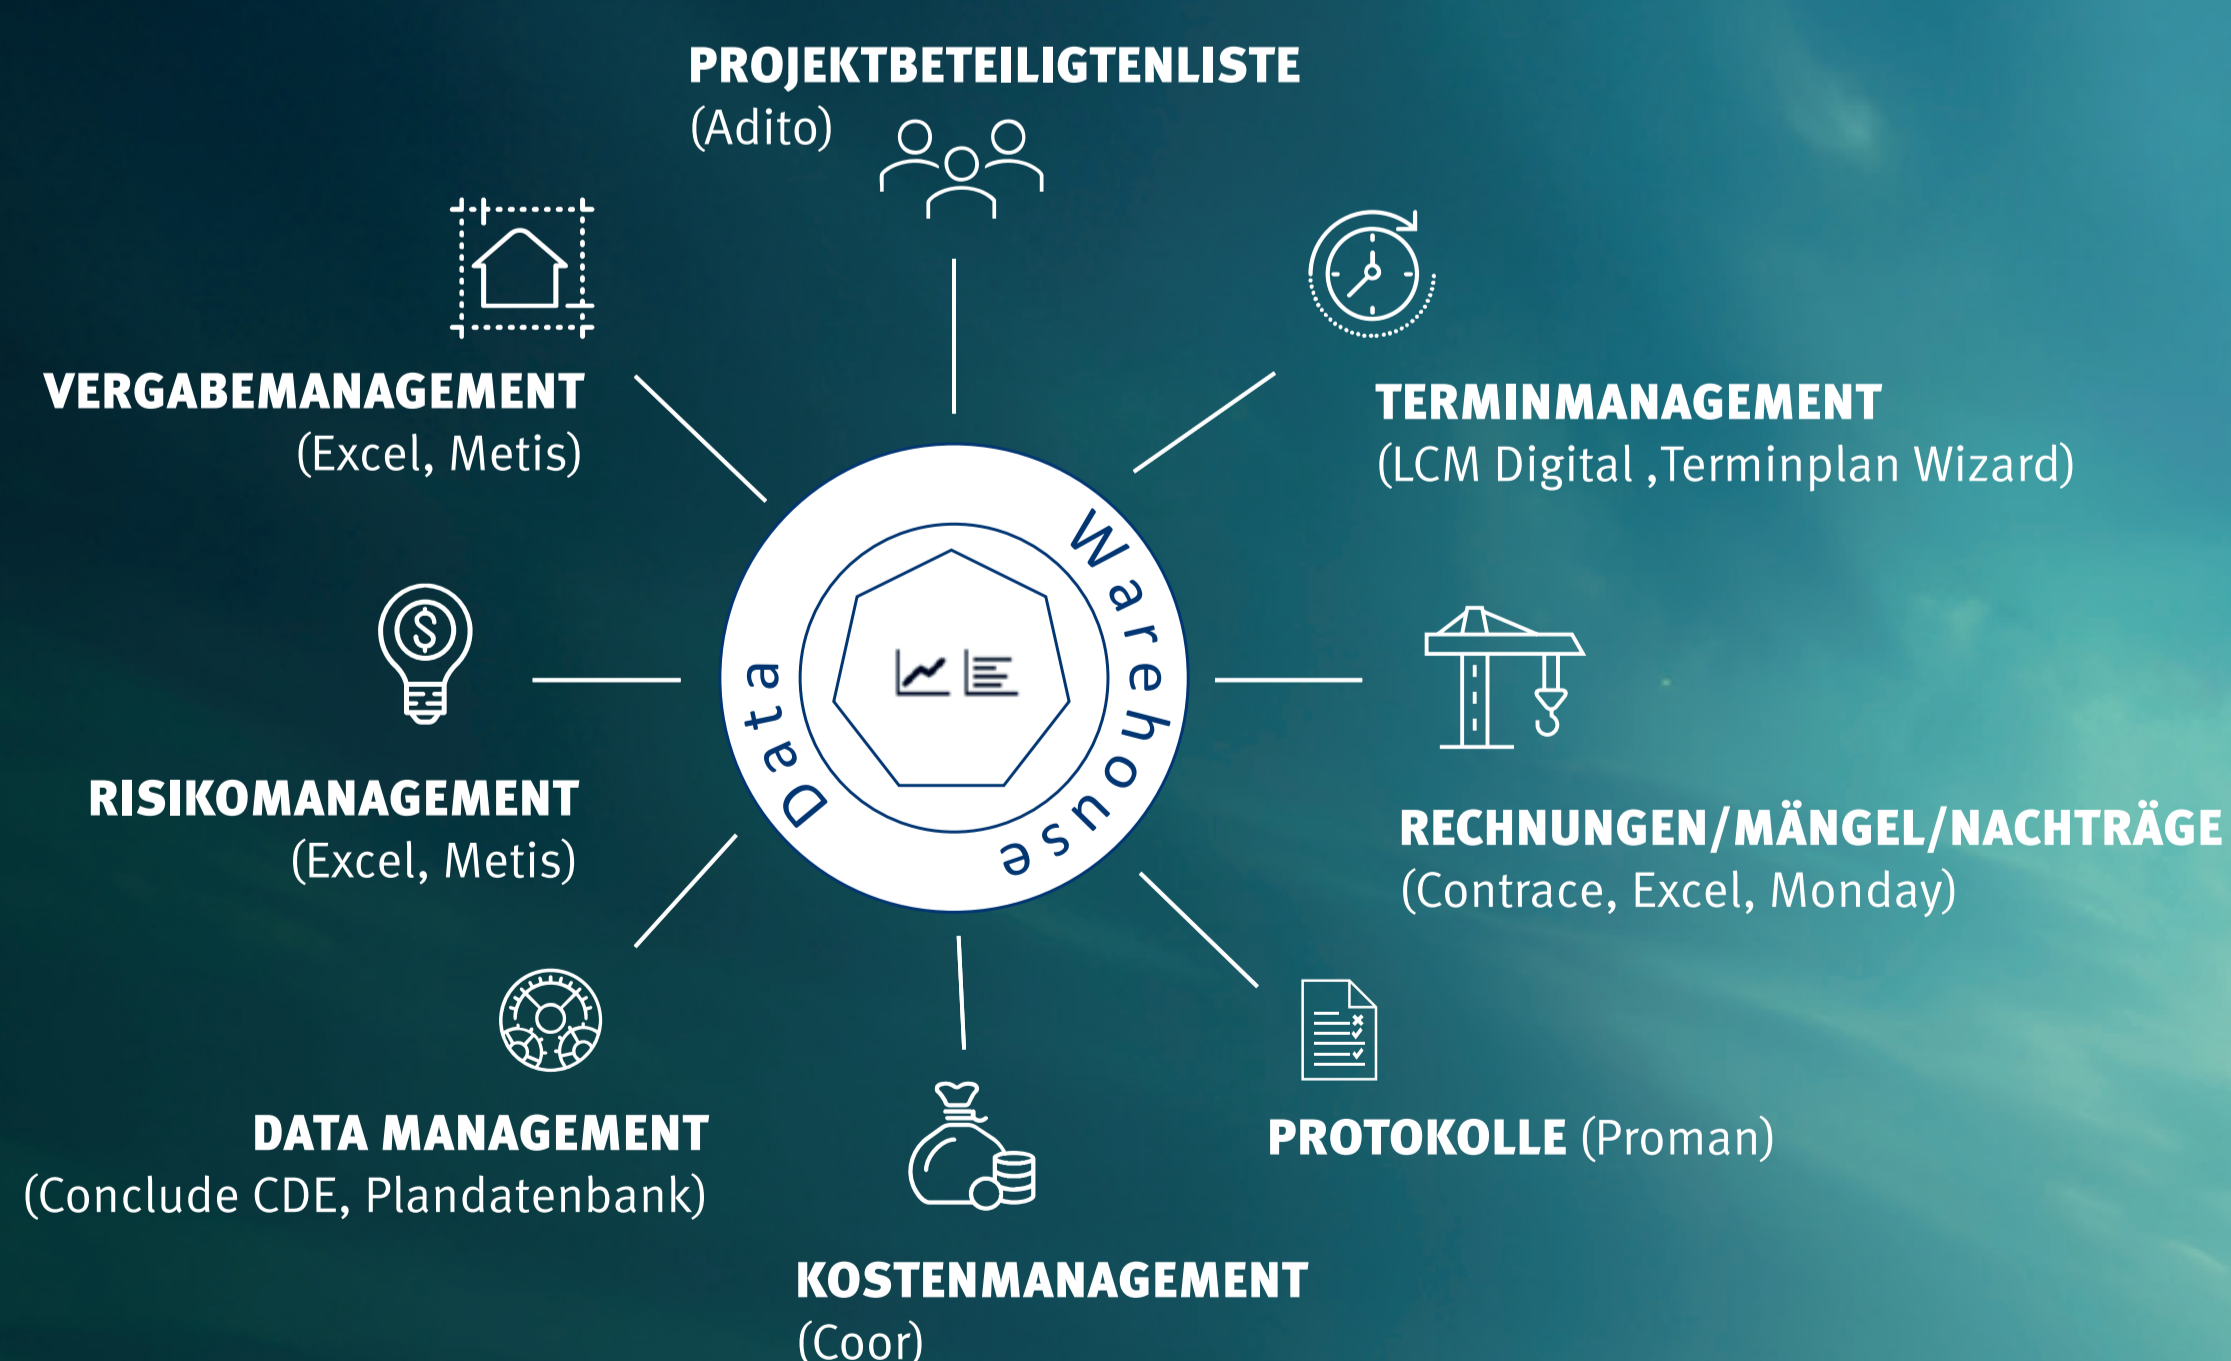 PROJEKTBETEILIGTENLISTE
(Adito)
VERGABEMANAGEMENT
(Excel, Metis)
TERMINMANAGEMENT
(LCM Digital ,Terminplan Wizard)
Data Warehouse
RISIKOMANAGEMENT
(Excel, Metis)
RECHNUNGEN/MÄNGEL/NACHTRÄGE
(Contrace, Excel, Monday)
DATA MANAGEMENT
(Conclude CDE, Plandatenbank)
PROTOKOLLE (Proman)
KOSTENMANAGEMENT
(Coor)